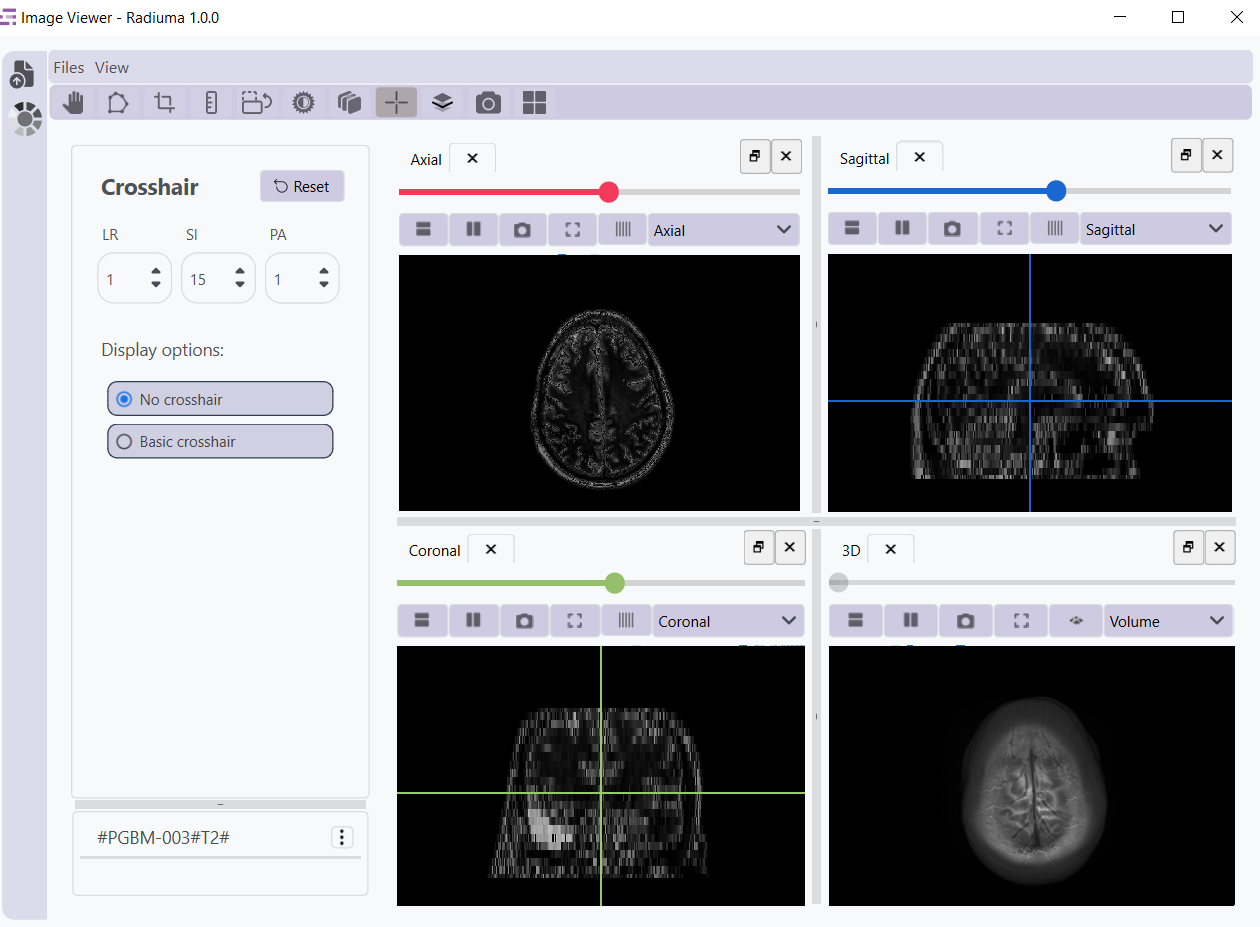 Image Viewer - Radiuma 1.0.0
Files View
Crosshair
Reset
LR SI PA
1 15 1
Display options:
No crosshair
Basic crosshair
#PGBM-003#T2#
Axial
Axial
Sagittal
Sagittal
Coronal
Coronal
3D
Volume